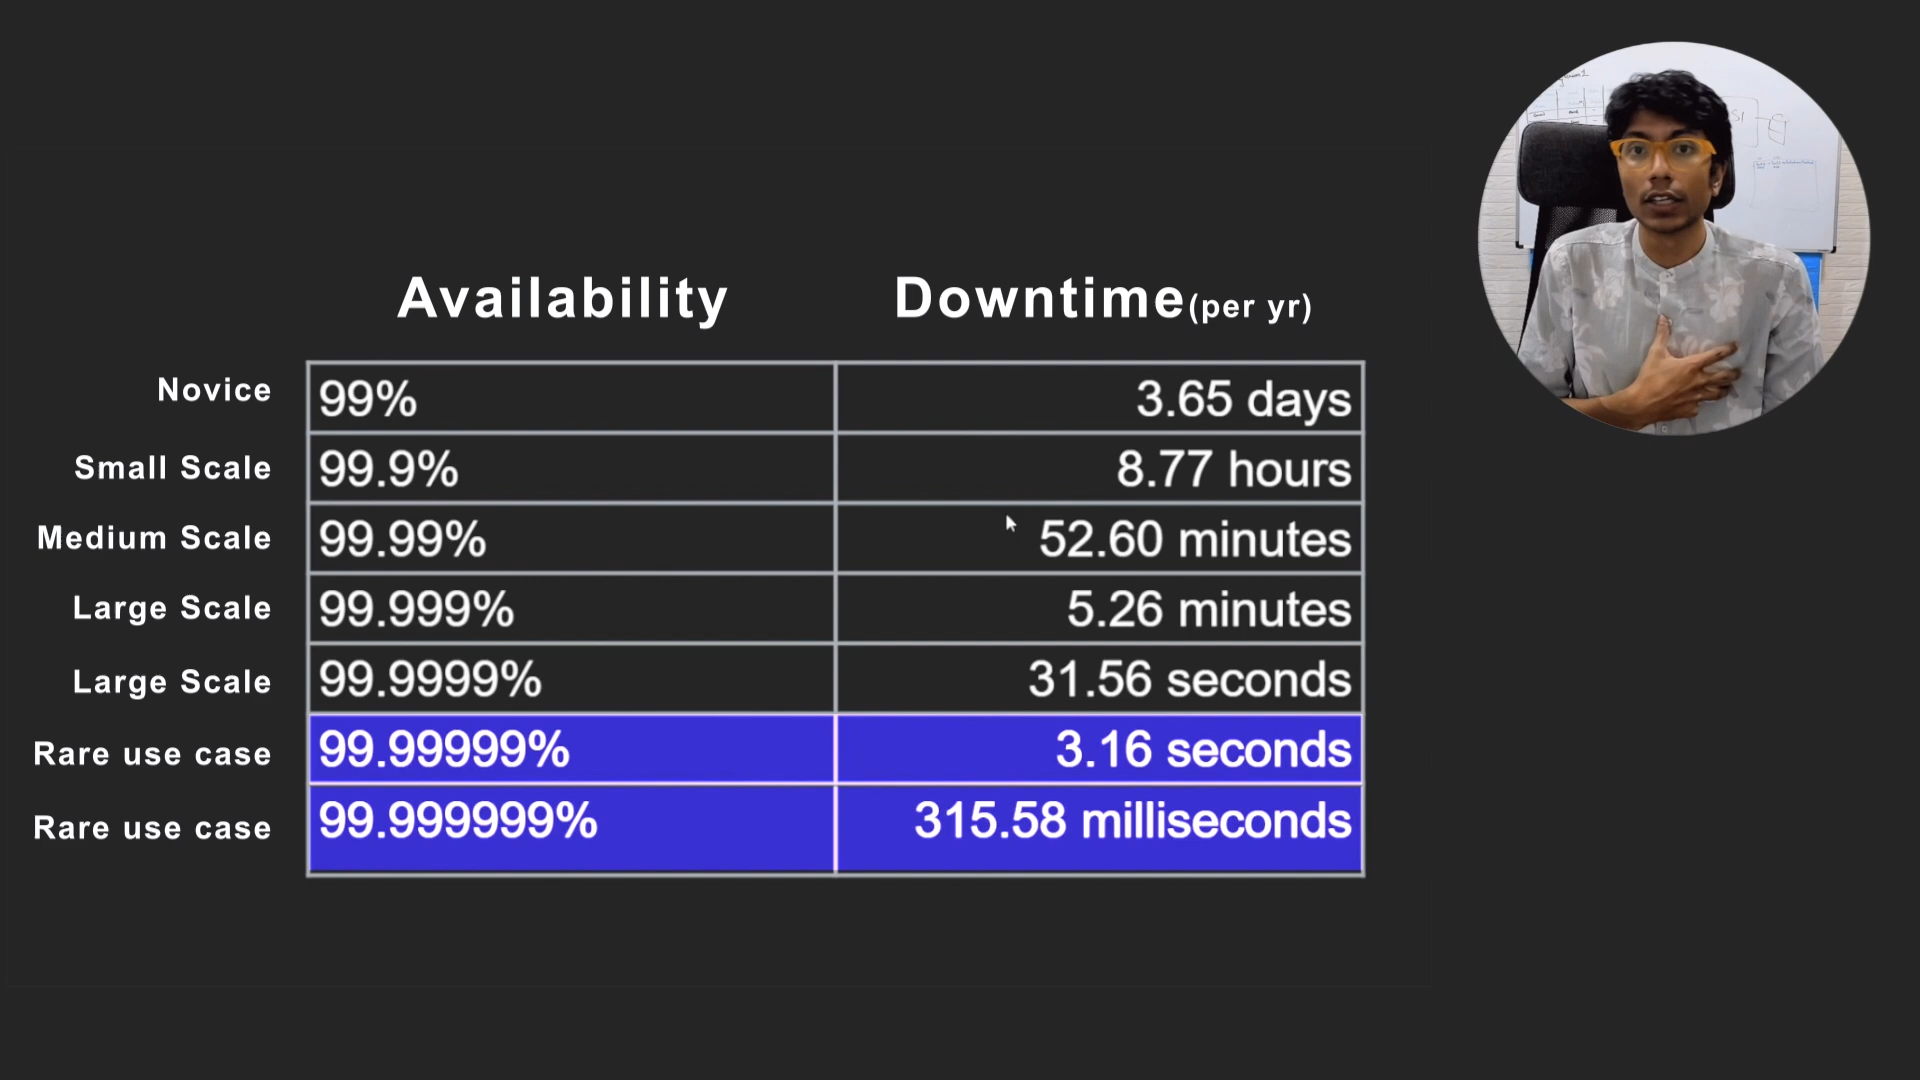 Availability Downtime(per yr)
Novice 99% 3.65 days
Small Scale 99.9% 8.77 hours
Medium Scale 99.99% 52.60 minutes
Large Scale 99.999% 5.26 minutes
Large Scale 99.9999% 31.56 seconds
Rare use case 99.99999% 3.16 seconds
Rare use case 99.999999% 315.58 milliseconds